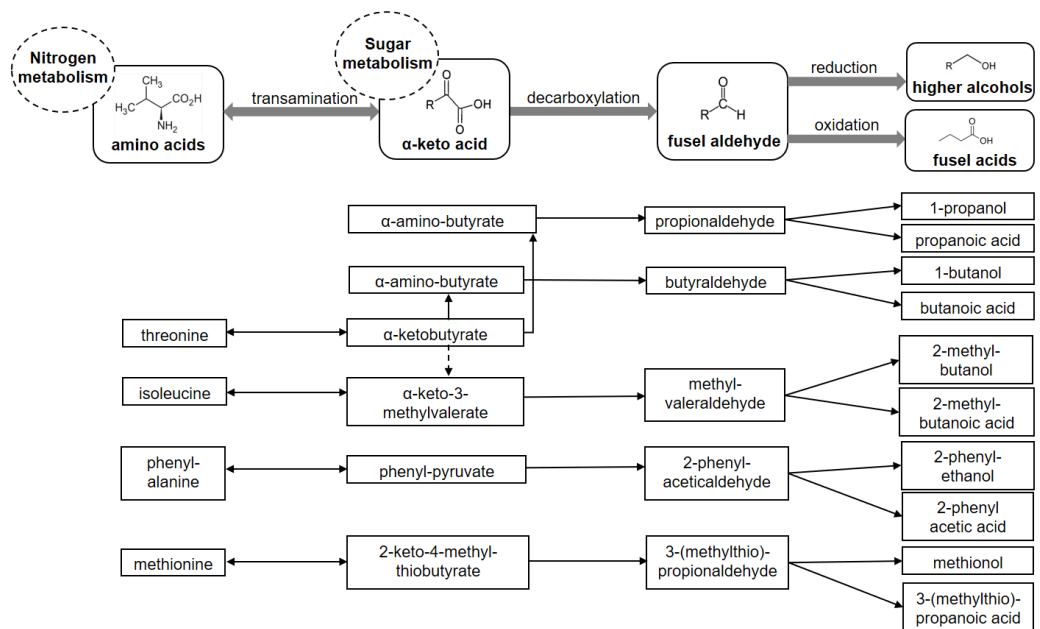 Nitrogen
metabolism
Sugar
metabolism
CH₃
H₃C
CO₂H
NH₂
amino acids
transamination
O
R
OH
O
α-keto acid
decarboxylation
O
R
H
fusel aldehyde
reduction
R
OH
higher alcohols
oxidation
O
OH
fusel acids
α-amino-butyrate
propionaldehyde
1-propanol
propanoic acid
α-amino-butyrate
butyraldehyde
1-butanol
butanoic acid
threonine
α-ketobutyrate
isoleucine
α-keto-3-
methylvalerate
methyl-
valeraldehyde
2-methyl-
butanol
2-methyl-
butanoic acid
phenyl-
alanine
phenyl-pyruvate
2-phenyl-
aceticaldehyde
2-phenyl-
ethanol
2-phenyl
acetic acid
methionine
2-keto-4-methyl-
thiobutyrate
3-(methylthio)-
propionaldehyde
methionol
3-(methylthio)-
propanoic acid